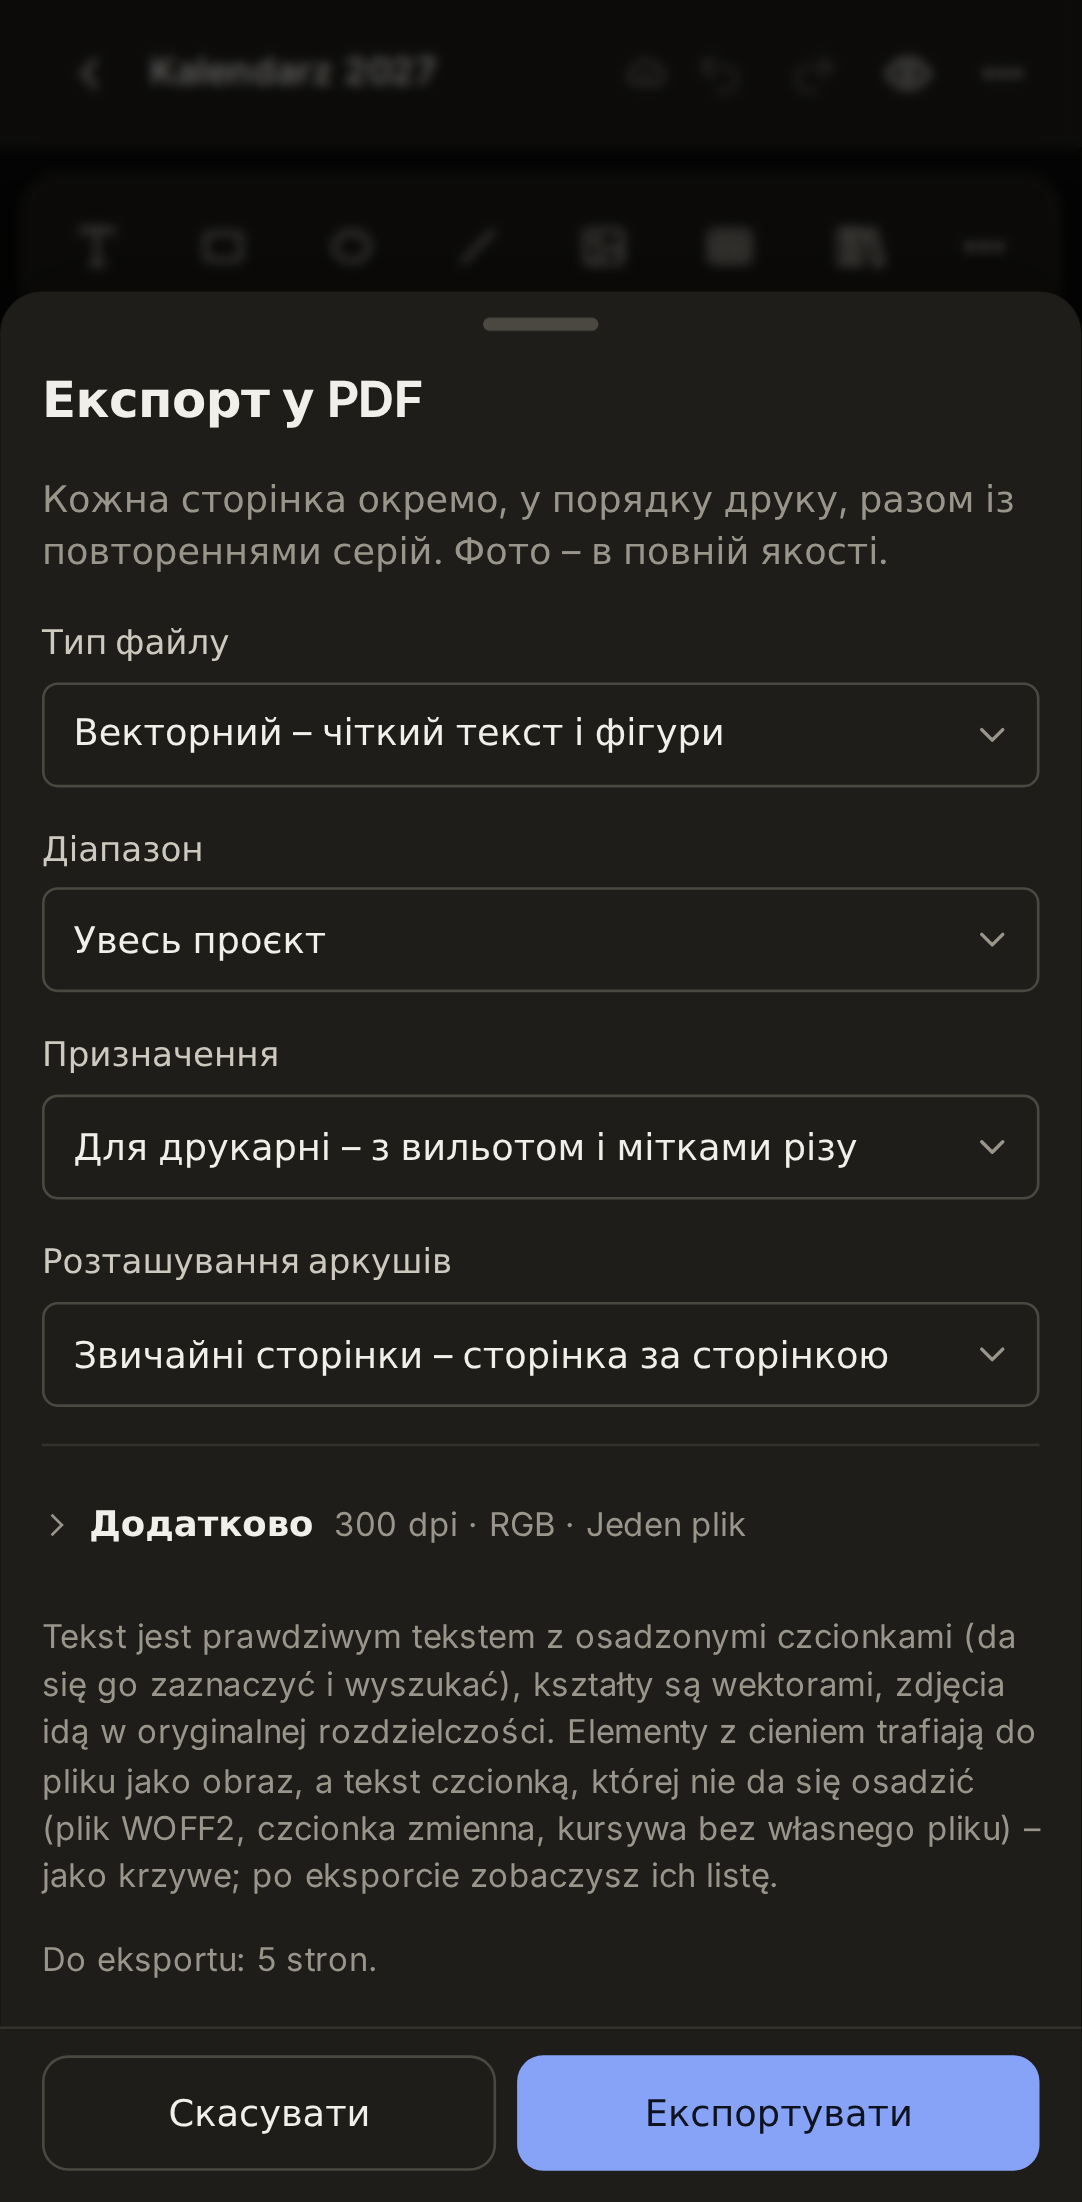 Kalendarz 2027
Експорт у PDF
Кожна сторінка окремо, у порядку друку, разом із
повтореннями серій. Фото – в повній якості.
Тип файлу
Векторний – чіткий текст і фігури
Діапазон
Увесь проєкт
Призначення
Для друкарні – з вильотом і мітками різу
Розташування аркушів
Звичайні сторінки – сторінка за сторінкою
Додатково 300 dpi · RGB · Jeden plik
Tekst jest prawdziwym tekstem z osadzonymi czcionkami (da
się go zaznaczyć i wyszukać), kształty są wektorami, zdjęcia
idą w oryginalnej rozdzielczości. Elementy z cieniem trafiają do
pliku jako obraz, a tekst czcionką, której nie da się osadzić
(plik WOFF2, czcionka zmienna, kursywa bez własnego pliku) –
jako krzywe; po eksporcie zobaczysz ich listę.
Do eksportu: 5 stron.
Скасувати
Експортувати